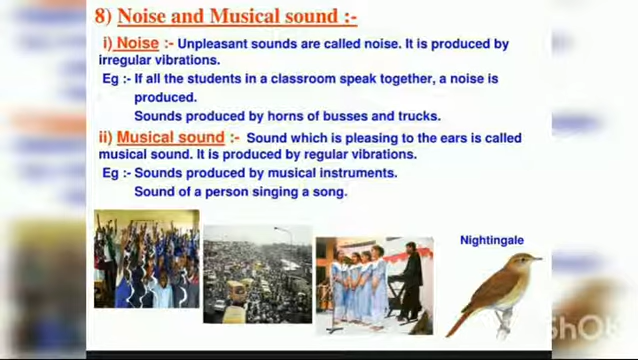 8) Noise and Musical sound :-
i) Noise :- Unpleasant sounds are called noise. It is produced by
irregular vibrations.
Eg :- If all the students in a classroom speak together, a noise is
produced.
Sounds produced by horns of busses and trucks.
ii) Musical sound :- Sound which is pleasing to the ears is called
musical sound. It is produced by regular vibrations.
Eg :- Sounds produced by musical instruments.
Sound of a person singing a song.
Nightingale